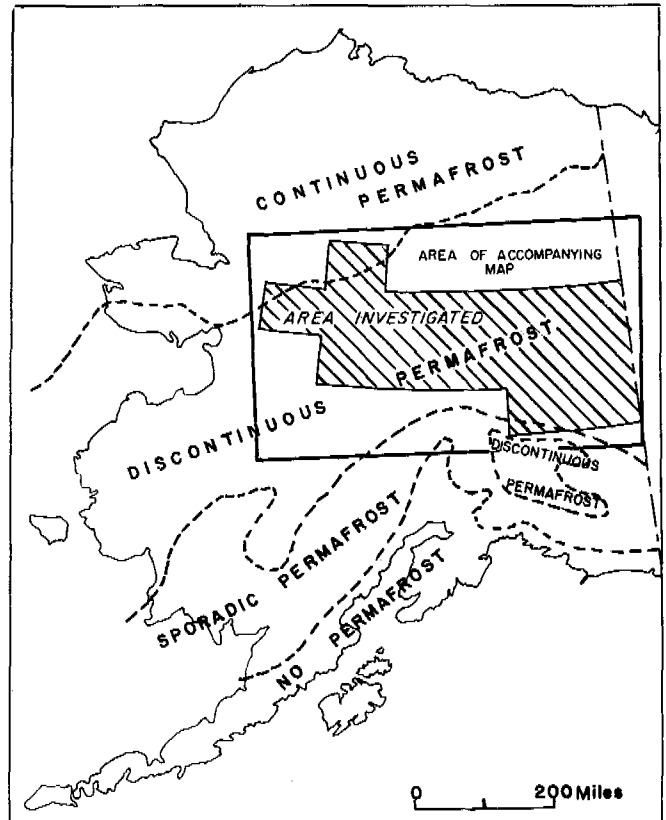 CONTINUOUS
PERMAFROST
AREA OF ACCOMPANYING
MAP
AREA INVESTIGATED
PERMAFROST
DISCONTINUOUS
DISCONTINUOUS
PERMAFROST
SPORADIC PERMAFROST
NO PERMAFROST
0 200 Miles